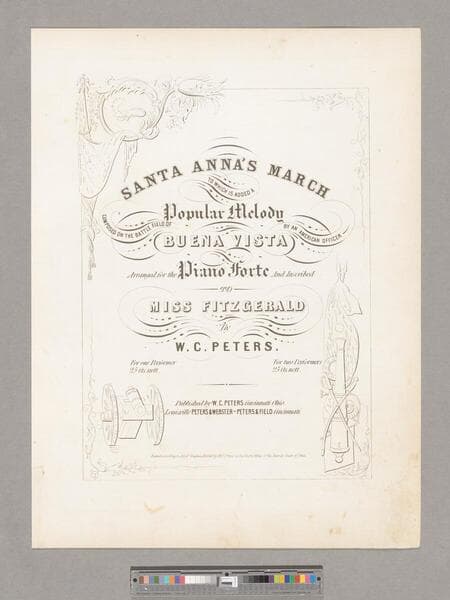 SANTA ANNA'S MARCH
TO WHICH IS ADDED A
Popular Melody
COMPOSED ON THE BATTLE FIELD OF
BUENA VISTA
BY AN AMERICAN OFFICER
Arranged for the Piano Forte And Inscribed
TO
MISS FITZGERALD
By
W. C. PETERS.
For one Performer
25 cts. nett.
For two Performers
25 cts. nett.
Published by W. C. PETERS, Cincinnati Ohio.
Louisville PETERS & WEBSTER - PETERS & FIELD Cincinnati.